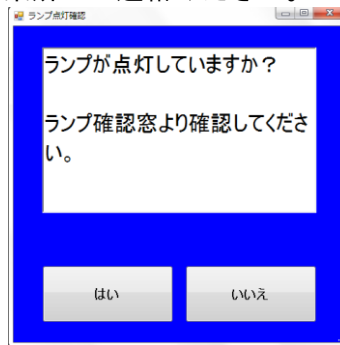 ランプ点灯確認
ランプが点灯していますか？
ランプ確認窓より確認してくださ
い。
はい
いいえ